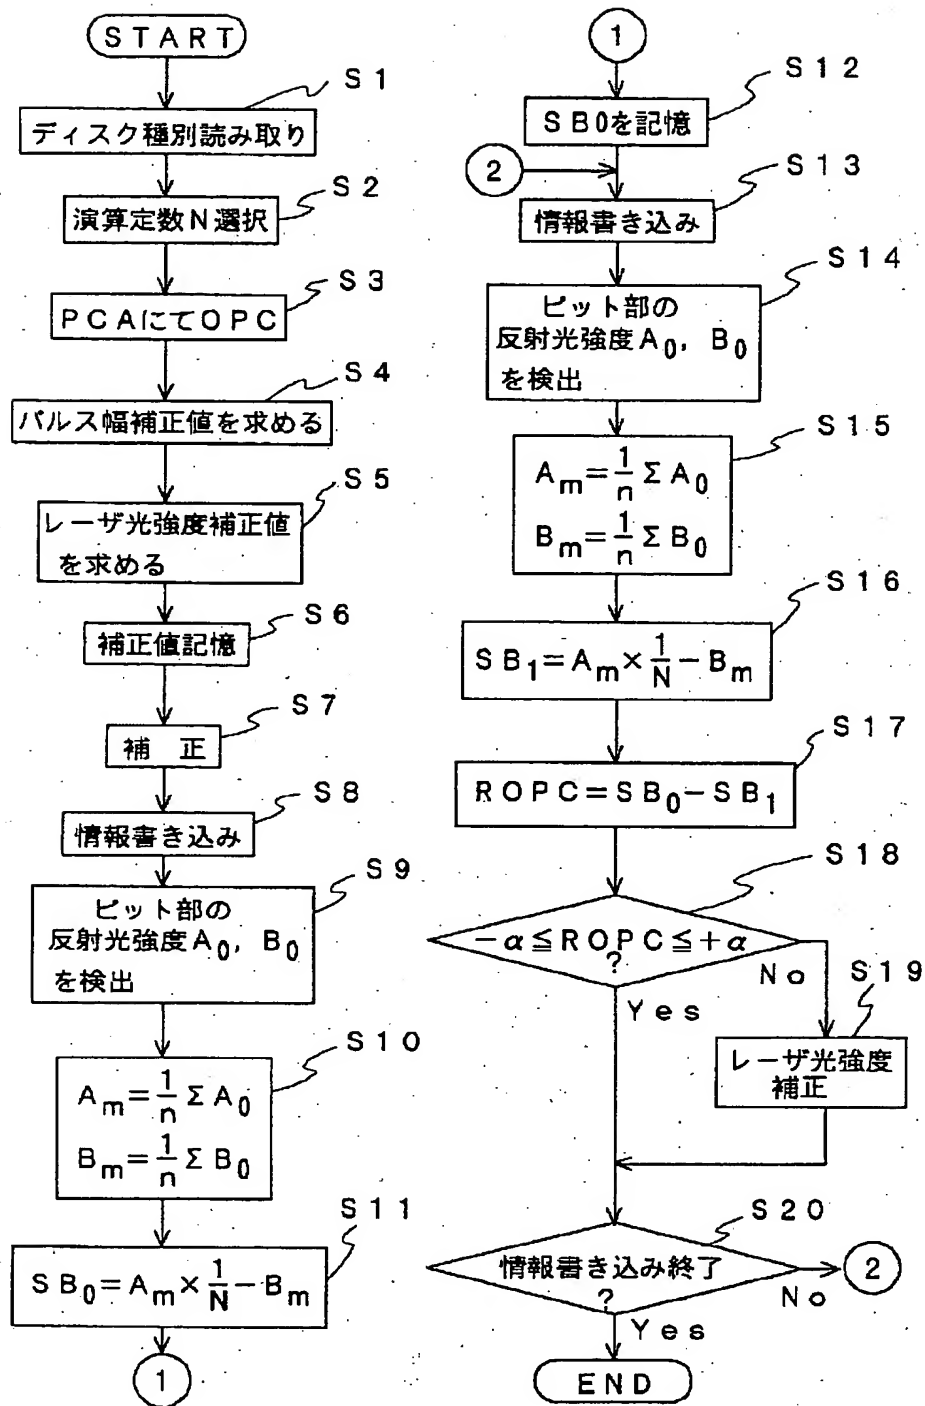 START
S1
ディスク種別読み取り
S2
演算定数N選択
S3
PCAにてOPC
S4
パルス幅補正値を求める
S5
レーザ光強度補正値
を求める
S6
補正値記憶
S7
補 正
S8
情報書き込み
S9
ピット部の
反射光強度A0, B0
を検出
S10
Am=1/n ΣA0
Bm=1/n ΣB0
S11
SB0=Am×1/N−Bm
1
1
S12
SB0を記憶
2
S13
情報書き込み
S14
ピット部の
反射光強度A0, B0
を検出
S15
Am=1/n ΣA0
Bm=1/n ΣB0
S16
SB1=Am×1/N−Bm
S17
ROPC=SB0−SB1
S18
−α≦ROPC≦+α
?
No
Yes
S19
レーザ光強度
補正
S20
情報書き込み終了
?
No
2
Yes
END